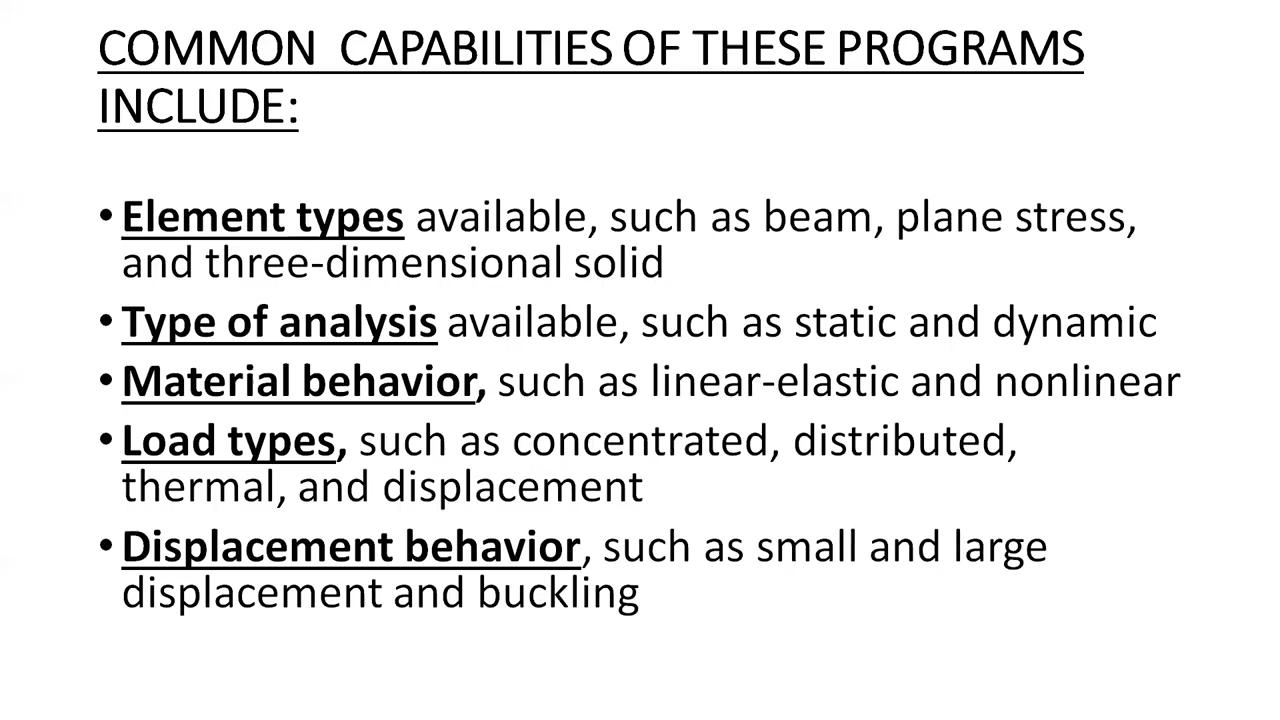 COMMON  CAPABILITIES OF THESE PROGRAMS
INCLUDE:
• Element types available, such as beam, plane stress,
and three-dimensional solid
• Type of analysis available, such as static and dynamic
• Material behavior, such as linear-elastic and nonlinear
• Load types, such as concentrated, distributed,
thermal, and displacement
• Displacement behavior, such as small and large
displacement and buckling